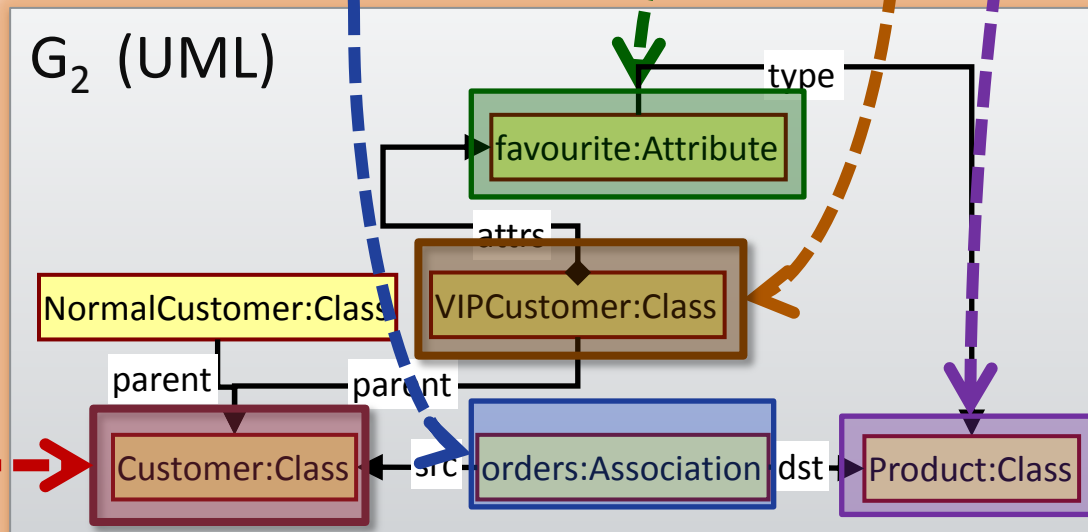 G₂ (UML)
type
favourite:Attribute
attrs
NormalCustomer:Class
VIPCustomer:Class
parent
parent
Customer:Class
src
orders:Association
dst
Product:Class